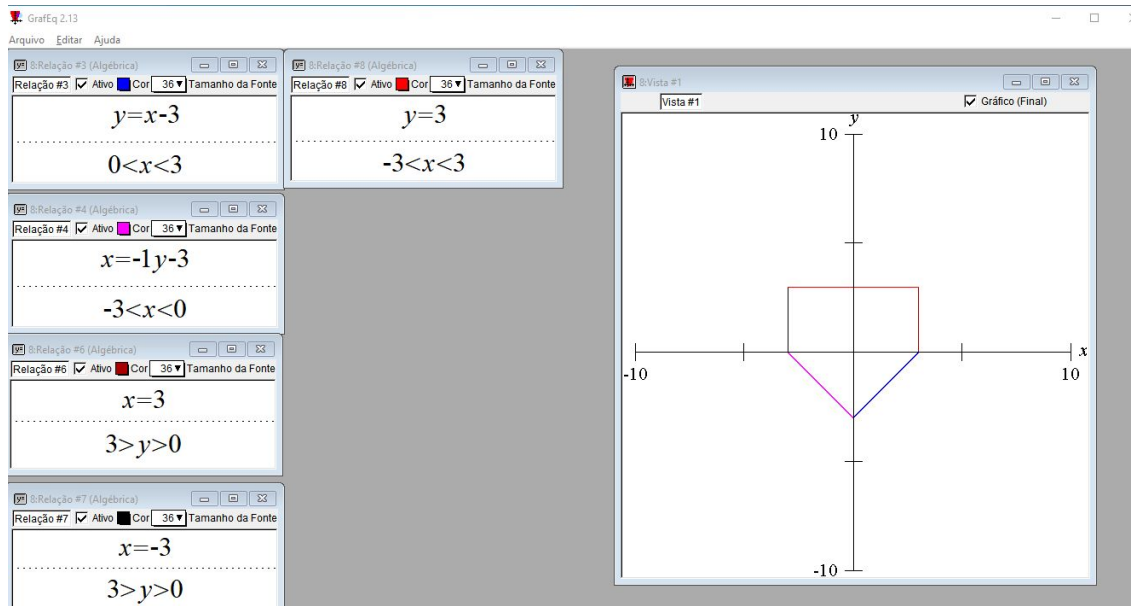 GrafEq 2.13
Arquivo Editar Ajuda
8:Relação #3 (Algébrica)
Relação #3 Ativo Cor 36 Tamanho da Fonte
y=x-3
0<x<3
8:Relação #8 (Algébrica)
Relação #8 Ativo Cor 36 Tamanho da Fonte
y=3
-3<x<3
8:Relação #4 (Algébrica)
Relação #4 Ativo Cor 36 Tamanho da Fonte
x=-1y-3
-3<x<0
8:Relação #6 (Algébrica)
Relação #6 Ativo Cor 36 Tamanho da Fonte
x=3
3>y>0
8:Relação #7 (Algébrica)
Relação #7 Ativo Cor 36 Tamanho da Fonte
x=-3
3>y>0
8:Vista #1
Vista #1 Gráfico (Final)
y
10
x
-10
10
-10